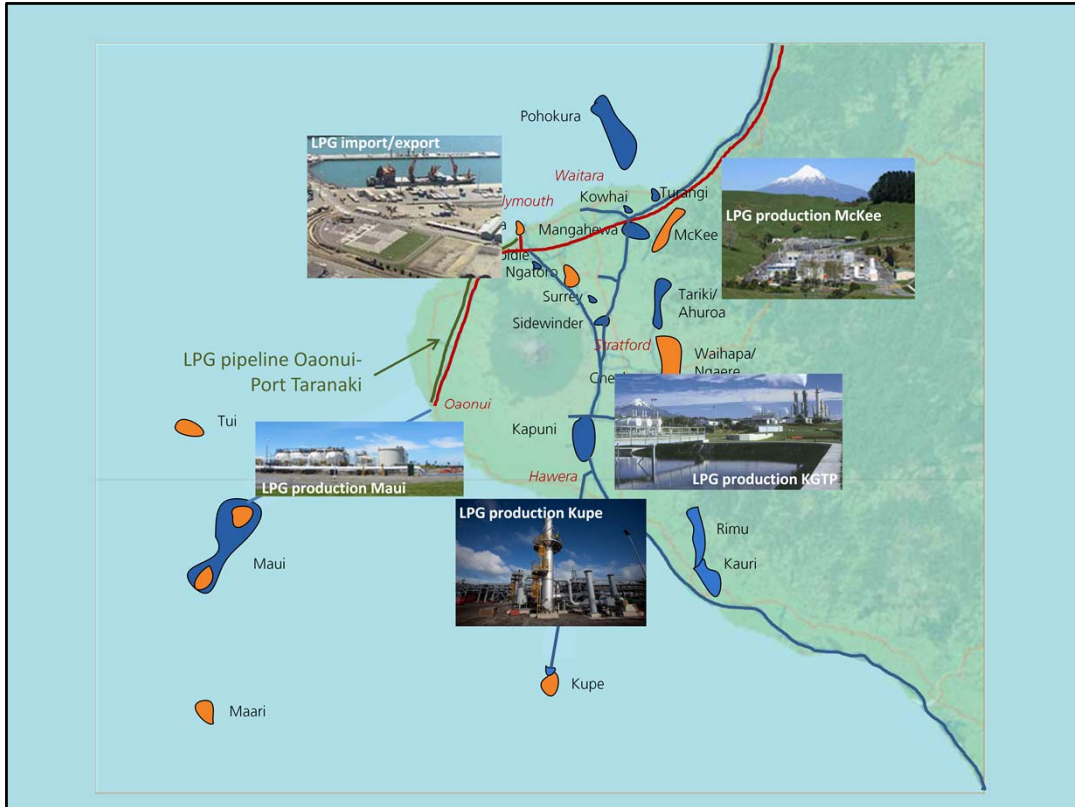 Pohokura
LPG import/export
Waitara
Kowhai
Turangi
LPG production McKee
lymouth
a
Mangahewa
McKee
Ngatoro
Surrey
Tariki/
Ahuroa
Sidewinder
Stratford
Waihapa/
Ngaere
LPG pipeline Oaonui-
Port Taranaki
Oaonui
Tui
Kapuni
LPG production Maui
Hawera
LPG production KGTP
LPG production Kupe
Rimu
Maui
Kauri
Kupe
Maari